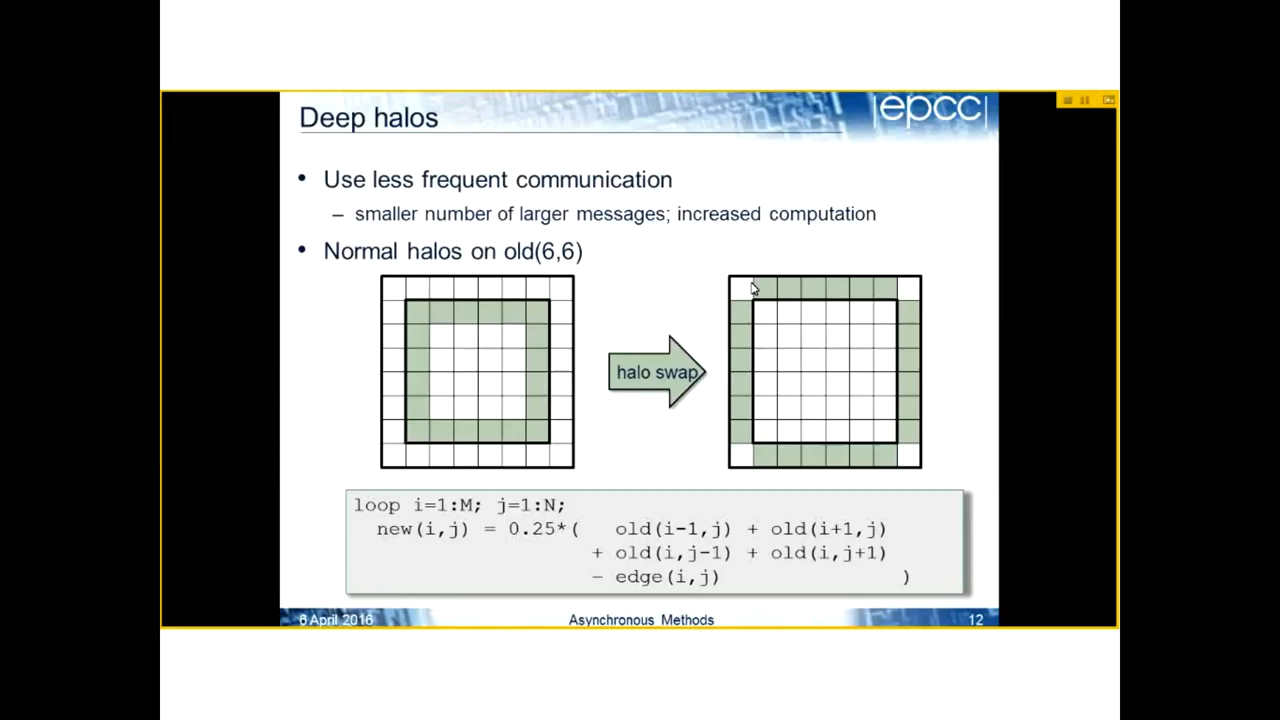 Deep halos
|epcc|
• Use less frequent communication
– smaller number of larger messages; increased computation
• Normal halos on old(6,6)
halo swap
loop i=1:M; j=1:N;
new(i,j) = 0.25*( old(i-1,j) + old(i+1,j)
+ old(i,j-1) + old(i,j+1)
- edge(i,j) )
6 April 2016
Asynchronous Methods
12